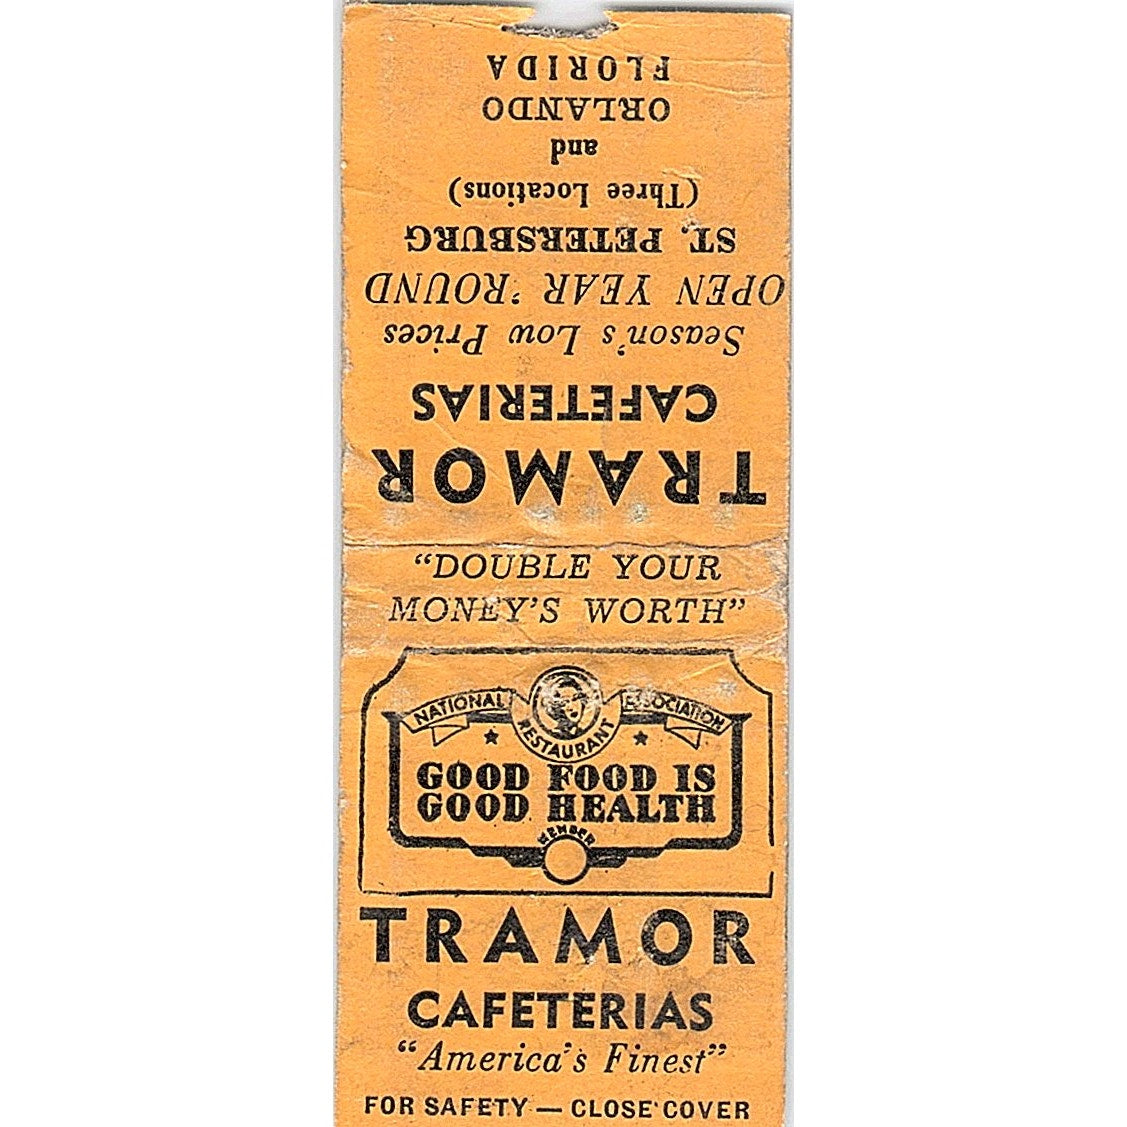 TRAMOR
CAFETERIAS
Season's Low Prices
OPEN YEAR 'ROUND
ST. PETERSBURG
(Three Locations)
and
ORLANDO
FLORIDA
"DOUBLE YOUR
MONEY'S WORTH"
NATIONAL RESTAURANT ASSOCIATION
GOOD FOOD IS
GOOD HEALTH
MEMBER
TRAMOR
CAFETERIAS
"America's Finest"
FOR SAFETY — CLOSE COVER